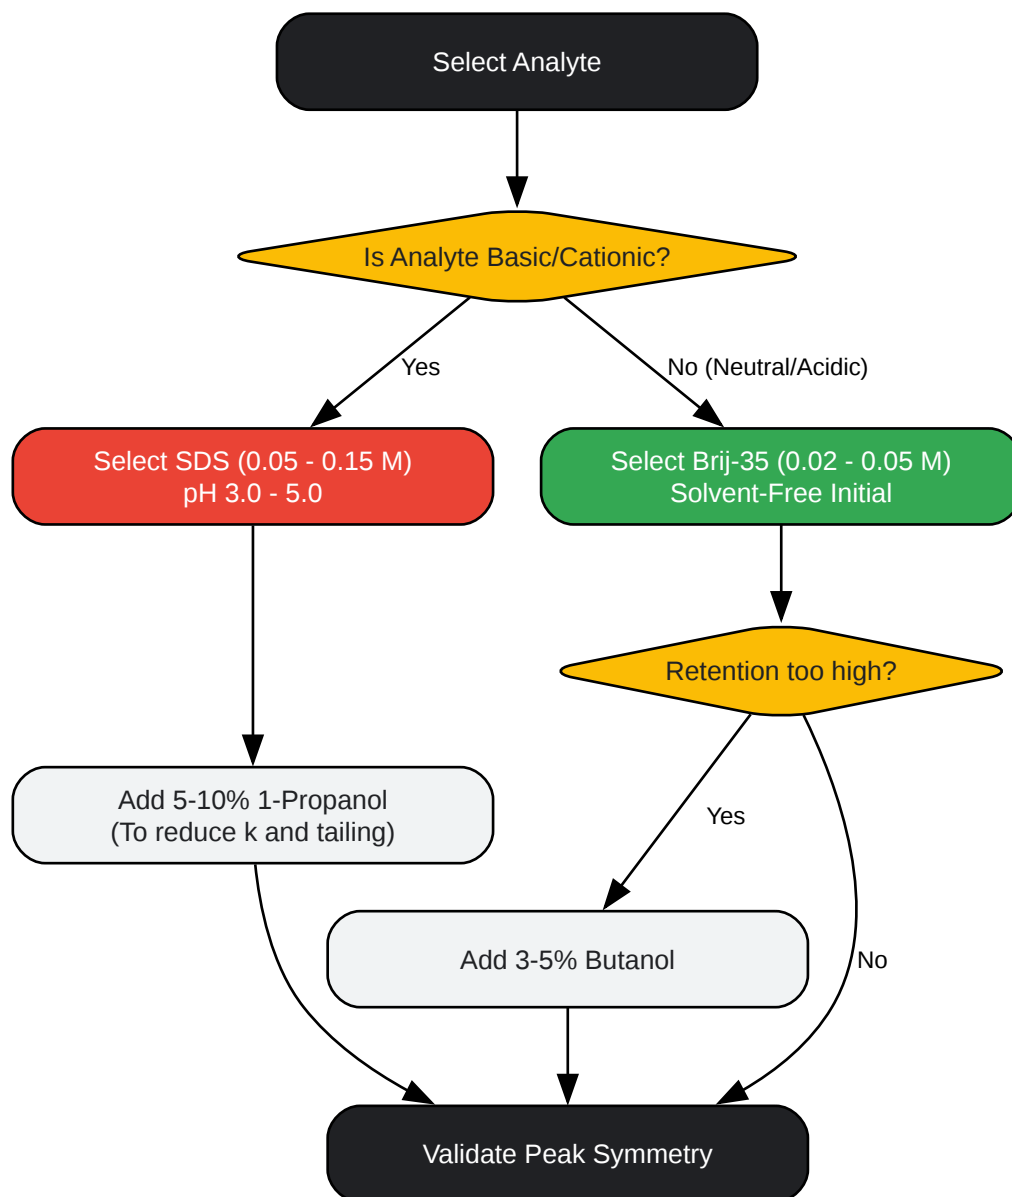 Select Analyte
Is Analyte Basic/Cationic?
Yes
No (Neutral/Acidic)
Select SDS (0.05 - 0.15 M)
pH 3.0 - 5.0
Select Brij-35 (0.02 - 0.05 M)
Solvent-Free Initial
Retention too high?
Add 5-10% 1-Propanol
(To reduce k and tailing)
Yes
Add 3-5% Butanol
No
Validate Peak Symmetry